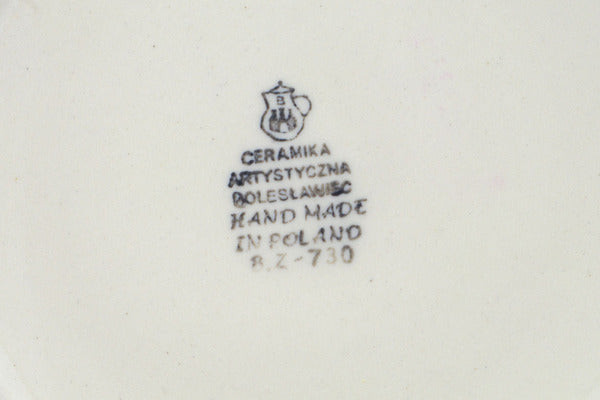 B
CERAMIKA
ARTYSTYCZNA
BOLESŁAWIEC
HAND MADE
IN POLAND
B.Z-730